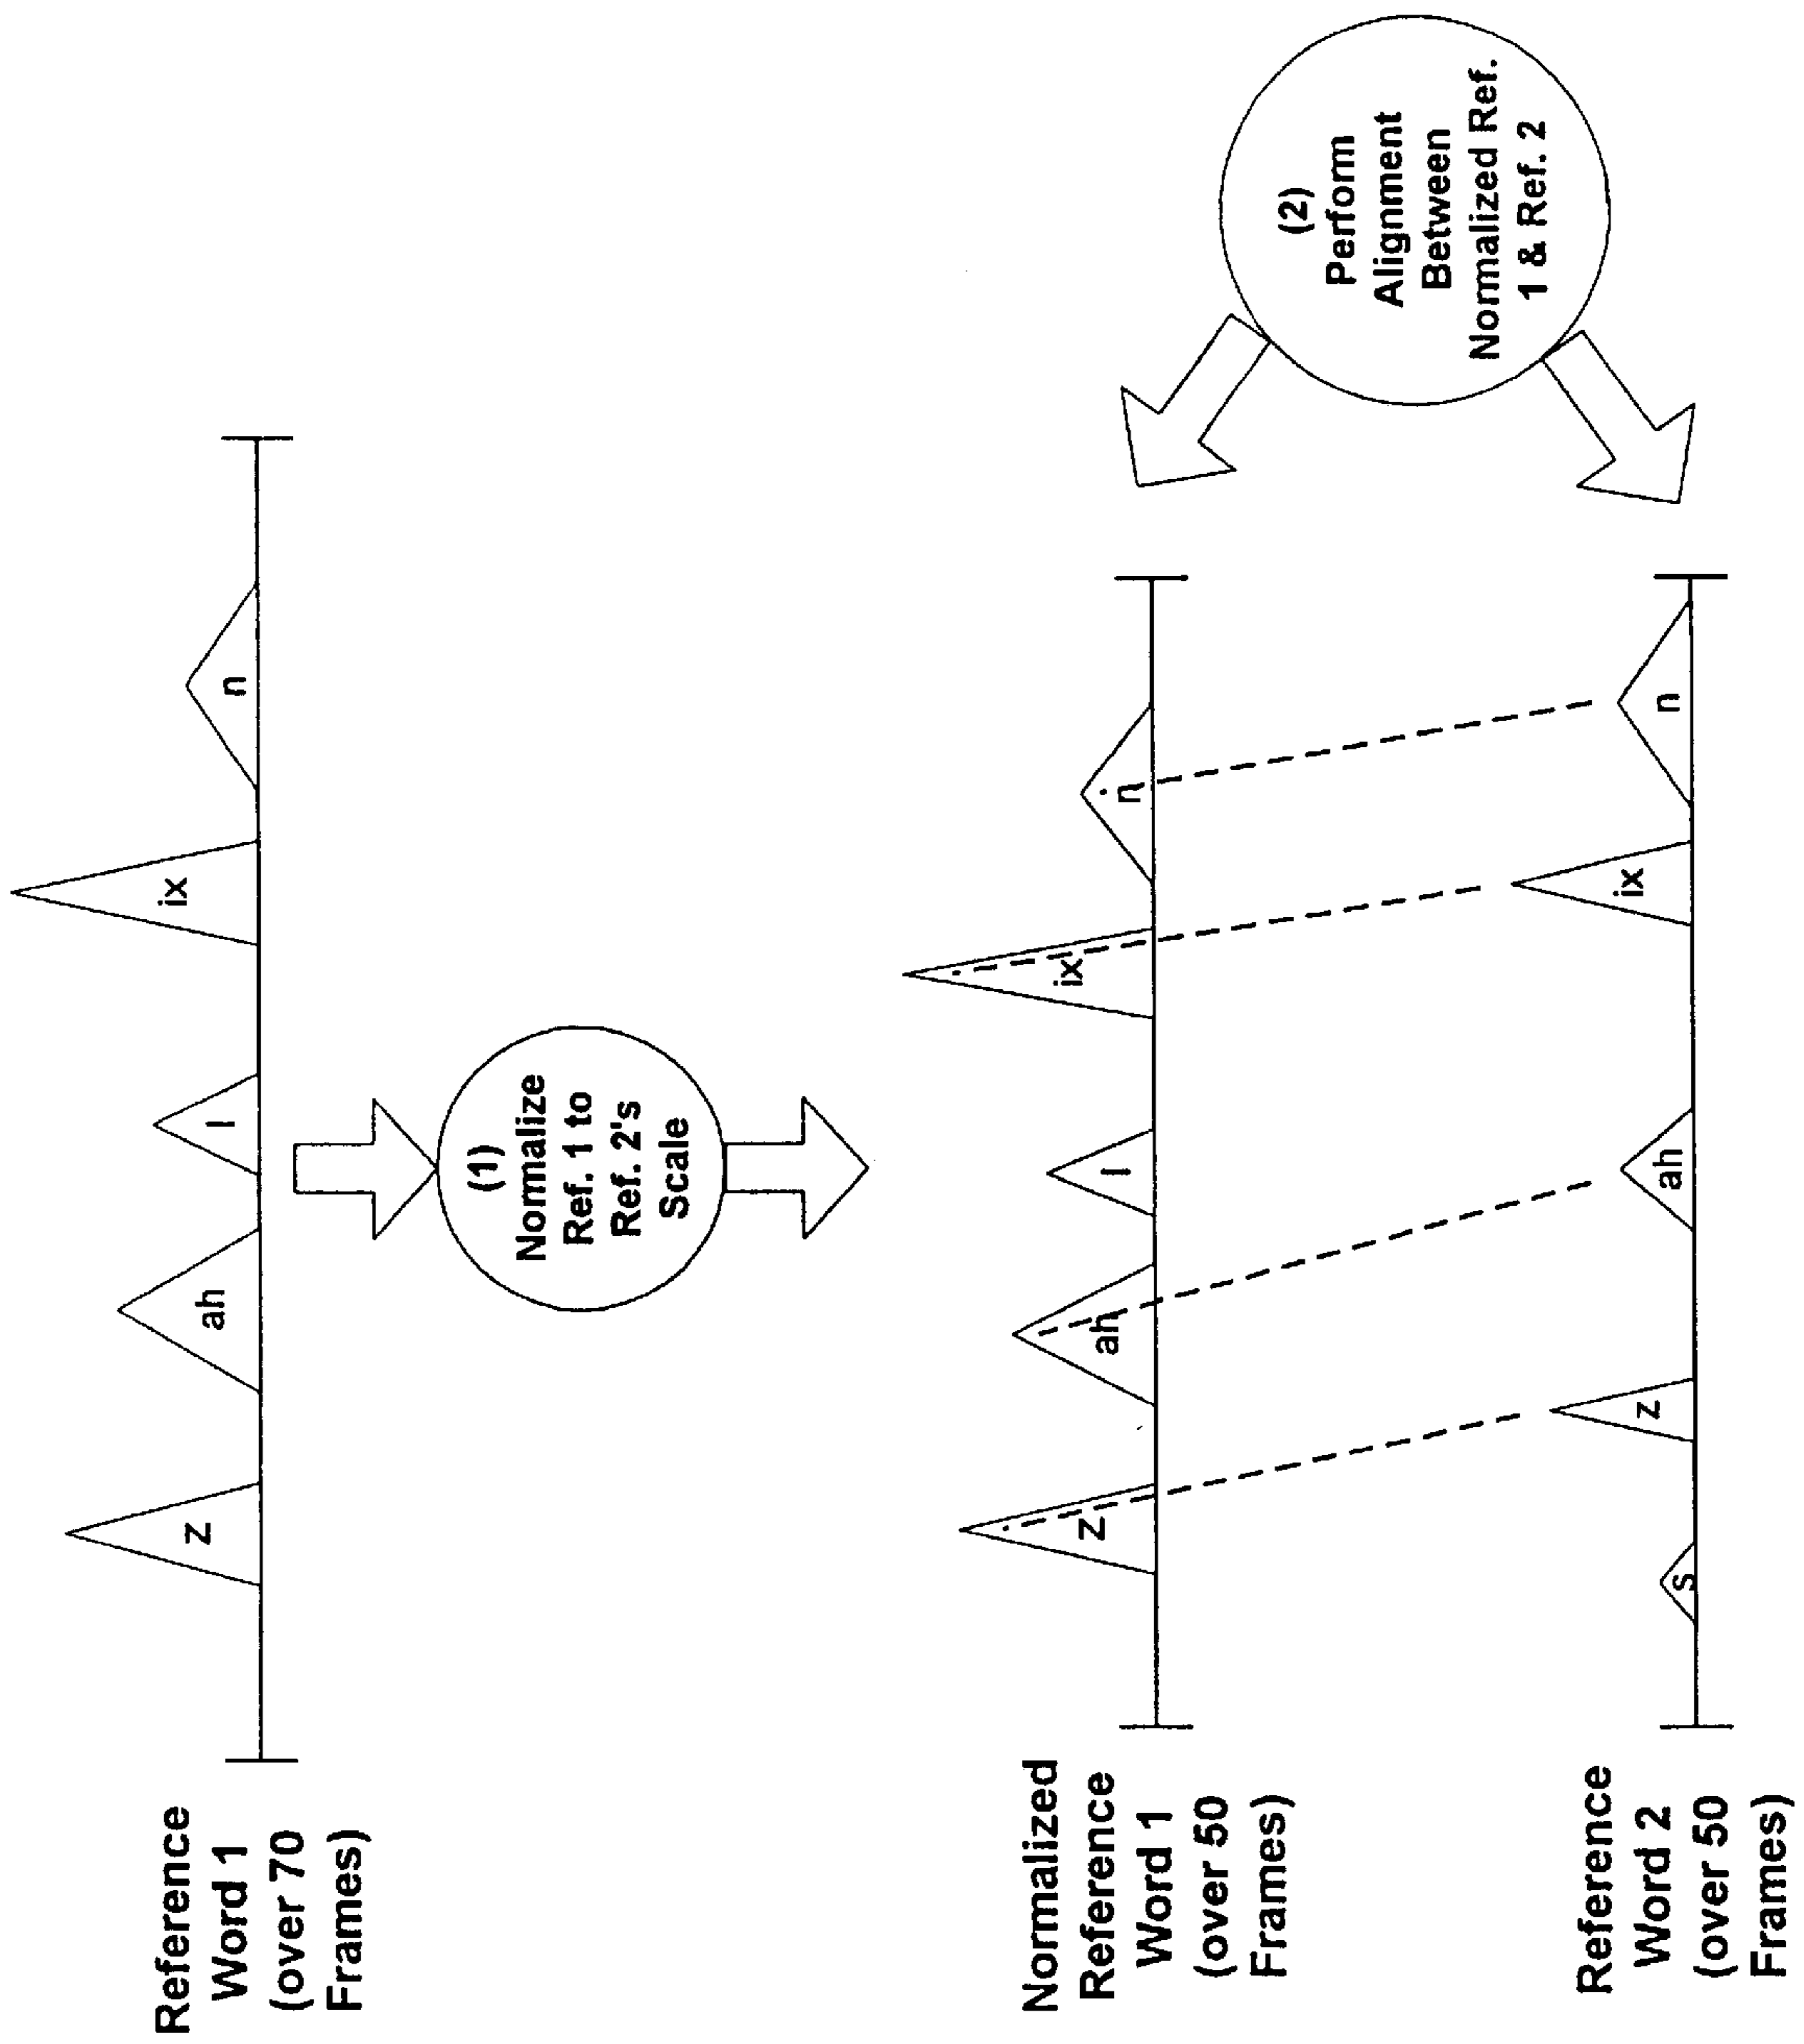 Reference
Word 1
(over 70
Frames)
z
ah
l
ix
n
(1)
Normalize
Ref. 1 to
Ref. 2's
Scale
Normalized
Reference
Word 1
(over 50
Frames)
z
ah
l
ix
n
(2)
Perform
Alignment
Between
Normalized Ref.
1 & Ref. 2
Reference
Word 2
(over 50
Frames)
s
z
ah
ix
n